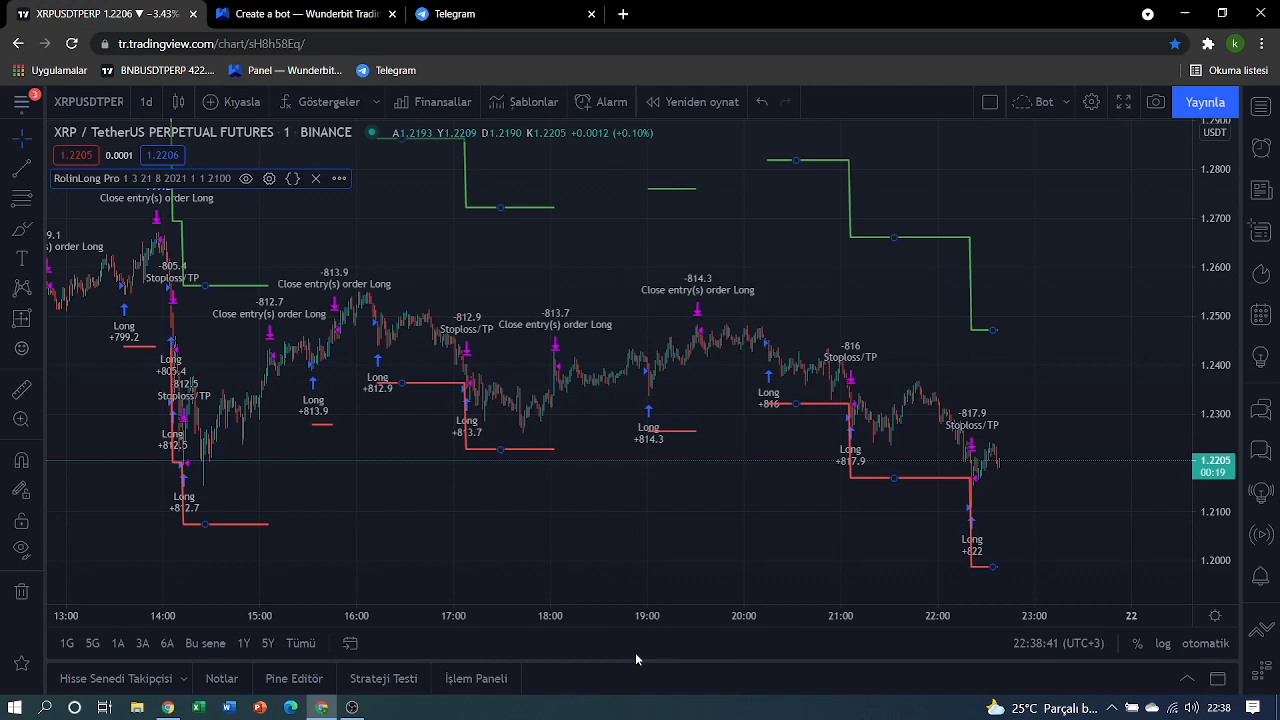 XRPUSDTPERP 1.2206 ▼ −3.43%
Create a bot — Wunderbit Tradin
Telegram
tr.tradingview.com/chart/sH8h58Eq/
Uygulamalar
BNBUSDTPERP 422....
Panel — Wunderbit...
Telegram
Okuma listesi
3
XRPUSDTPER
1d
Kıyasla
Göstergeler
Finansallar
Şablonlar
Alarm
Yeniden oynat
Bot
Yayınla
XRP / TetherUS PERPETUAL FUTURES · 1 · BINANCE
A1.2193 Y1.2209 D1.2190 K1.2205 +0.0012 (+0.10%)
1.2205
0.0001
1.2206
RolinLong Pro 1 3 21 8 2021 1 1 2100
Close entry(s) order Long
-805.4
Stoploss/TP
Long
+799.2
Long
+805.4
-812.5
Stoploss/TP
Long
+812.5
Long
+812.7
-812.7
Close entry(s) order Long
-813.9
Close entry(s) order Long
Long
+813.9
Long
+812.9
-812.9
Stoploss/TP
Long
+813.7
-813.7
Close entry(s) order Long
Long
+814.3
-814.3
Close entry(s) order Long
Long
+816
-816
Stoploss/TP
Long
+817.9
-817.9
Stoploss/TP
Long
+822
1.2900
USDT
1.2800
1.2700
1.2600
1.2500
1.2400
1.2300
1.2205
00:19
1.2100
1.2000
13:00
14:00
15:00
16:00
17:00
18:00
19:00
20:00
21:00
22:00
23:00
22
1G
5G
1A
3A
6A
Bu sene
1Y
5Y
Tümü
22:38:41 (UTC+3)
%
log
otomatik
Hisse Senedi Takipçisi
Notlar
Pine Editör
Strateji Testi
İşlem Paneli
25°C Parçalı b...
22:38